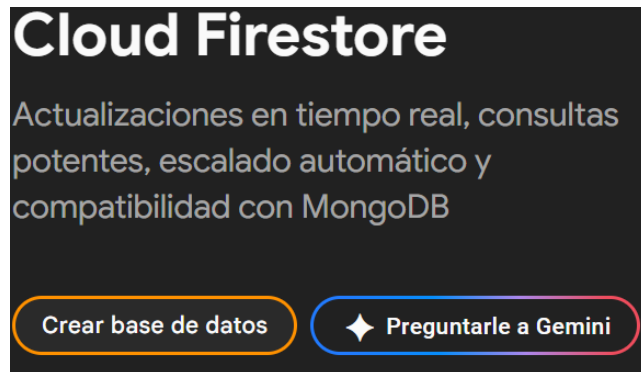 Cloud Firestore
Actualizaciones en tiempo real, consultas
potentes, escalado automático y
compatibilidad con MongoDB
Crear base de datos
Preguntarle a Gemini